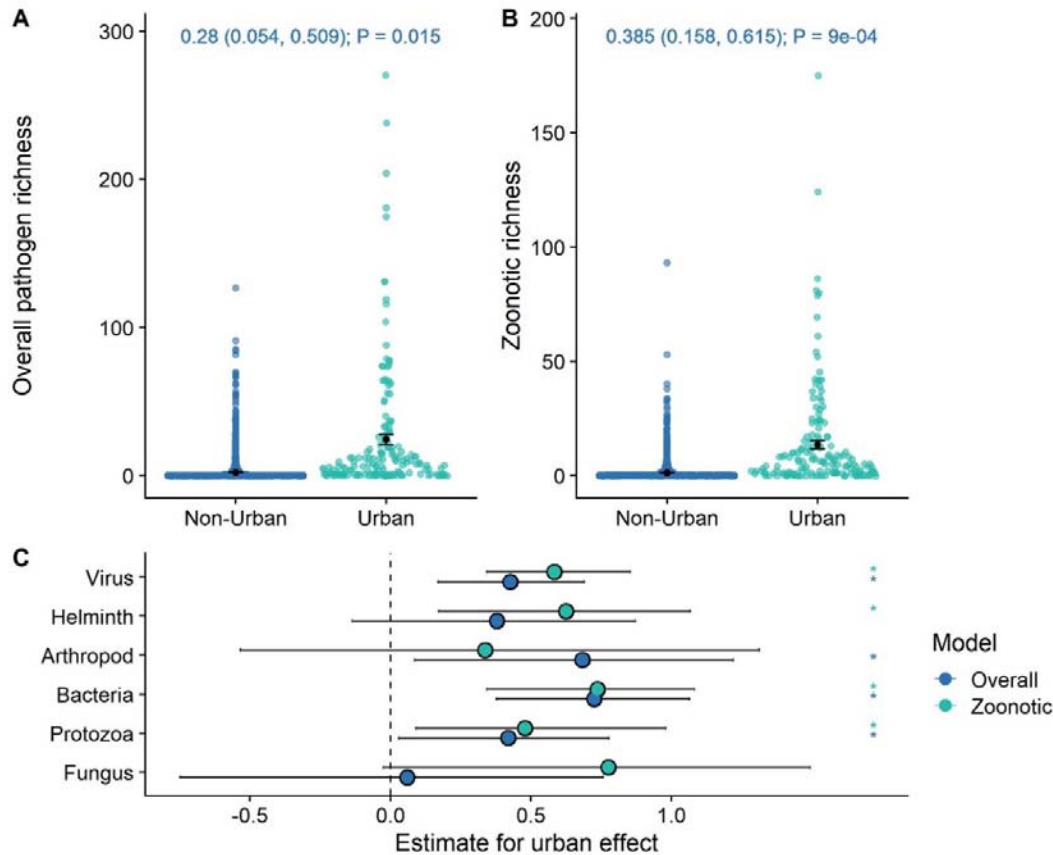 A
0.28 (0.054, 0.509); P = 0.015
Overall pathogen richness
300
200
100
0
Non-Urban
Urban
B
0.385 (0.158, 0.615); P = 9e-04
Zoonotic richness
200
150
100
50
0
Non-Urban
Urban
C
Virus
Helminth
Arthropod
Bacteria
Protozoa
Fungus
* 
*
*
*
*
*
*
*
-0.5
0.0
0.5
1.0
Estimate for urban effect
Model
Overall
Zoonotic